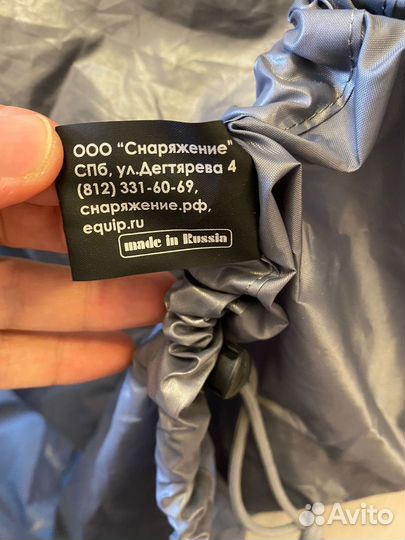 ООО "Снаряжение"
СПб, ул.Дегтярева 4
(812) 331-60-69,
снаряжение.рф,
equip.ru
made in Russia
Avito